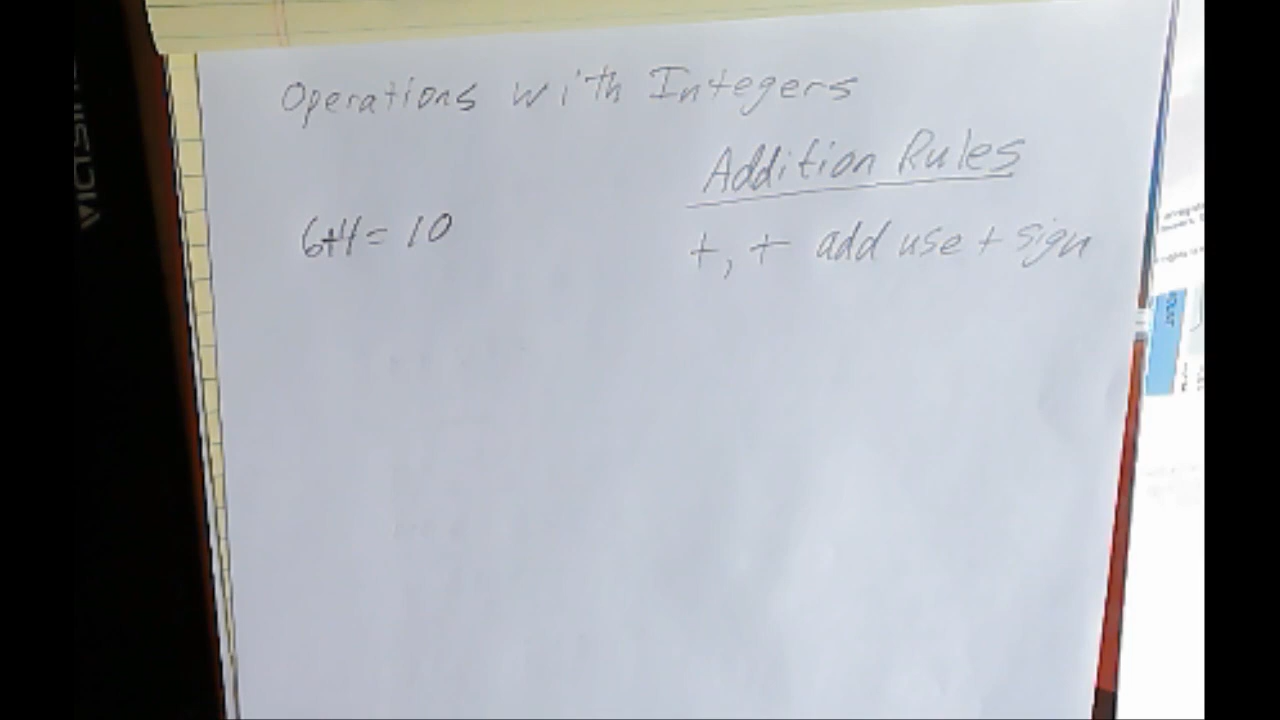 Operations with Integers
Addition Rules
6+4 = 10
+, + add use + sign